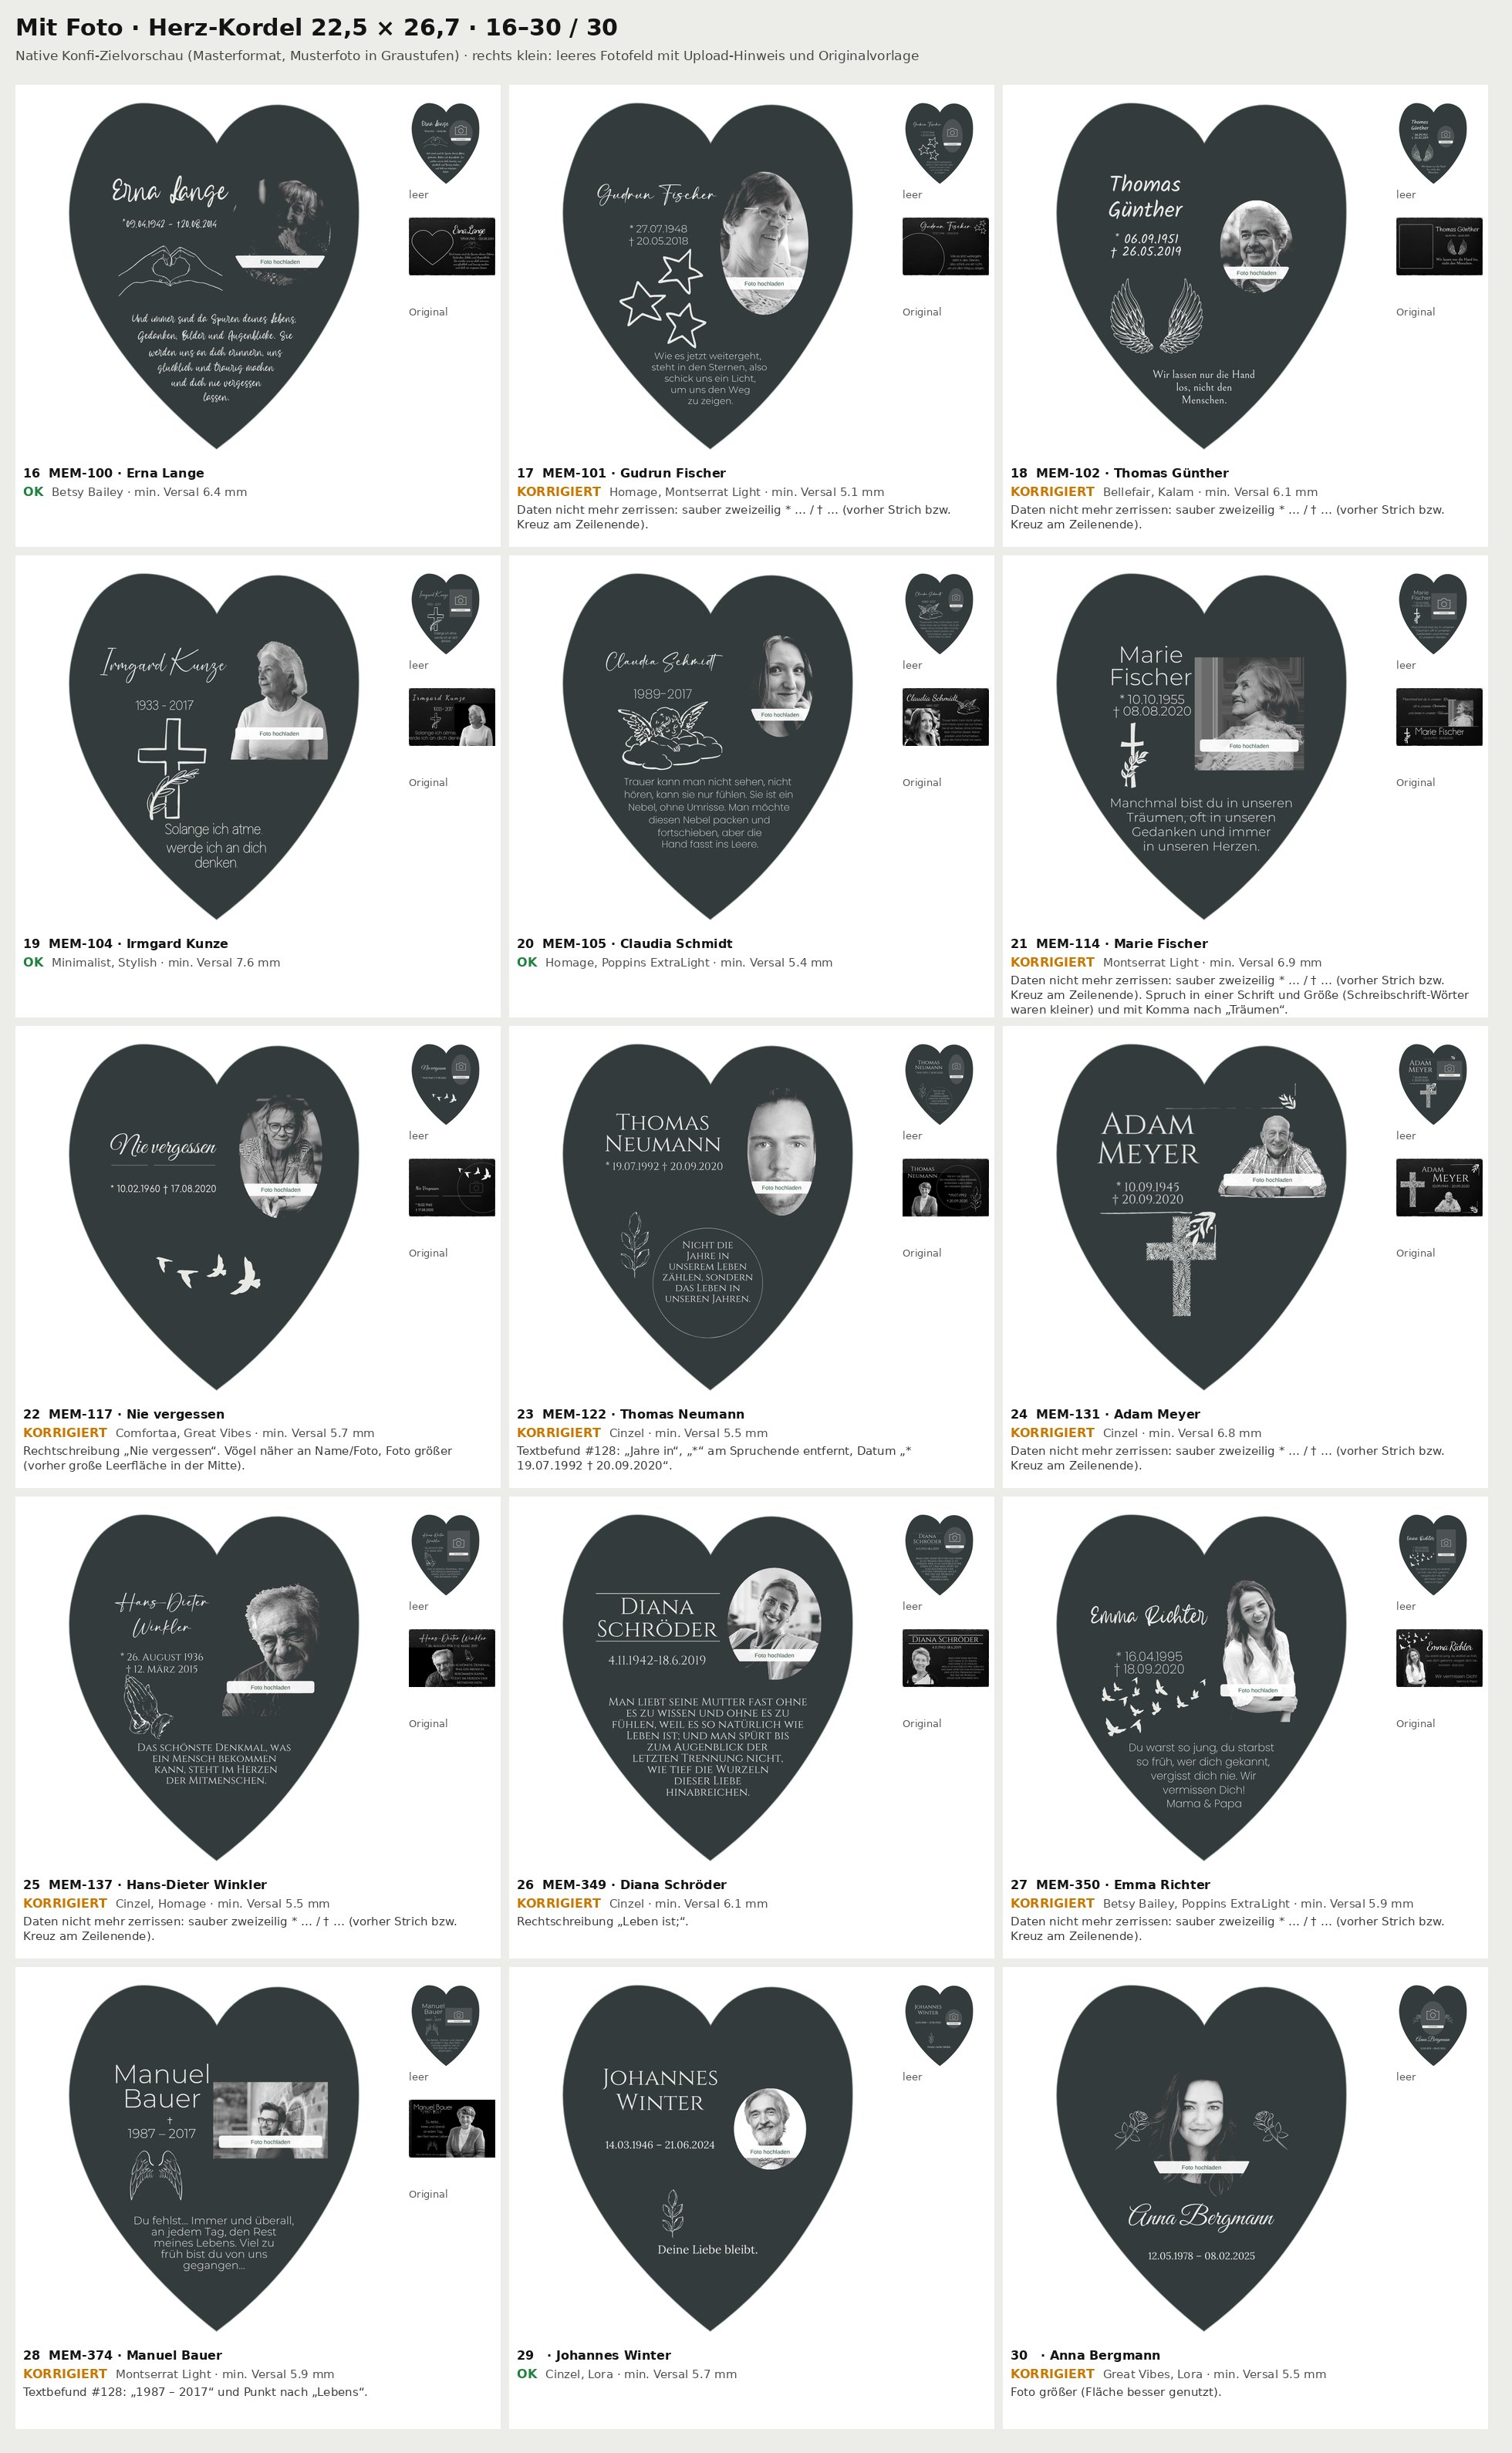 Mit Foto · Herz-Kordel 22,5 × 26,7 · 16–30 / 30
Native Konfi-Zielvorschau (Masterformat, Musterfoto in Graustufen) · rechts klein: leeres Fotofeld mit Upload-Hinweis und Originalvorlage
Erna Lange
*09.04.1942 - †20.08.2014
Foto hochladen
Und immer sind da Spuren deines Lebens,
Gedanken, Bilder und Augenblicke. Sie
werden uns an dich erinnern, uns
glücklich und traurig machen
und dich nie vergessen
lassen.
leer
Original
16 MEM-100 · Erna Lange
OK Betsy Bailey · min. Versal 6.4 mm
Gudrun Fischer
* 27.07.1948
† 20.05.2018
Foto hochladen
Wie es jetzt weitergeht,
steht in den Sternen, also
schick uns ein Licht,
um uns den Weg
zu zeigen.
leer
Original
17 MEM-101 · Gudrun Fischer
KORRIGIERT Homage, Montserrat Light · min. Versal 5.1 mm
Daten nicht mehr zerrissen: sauber zweizeilig * … / † … (vorher Strich bzw.
Kreuz am Zeilenende).
Thomas
Günther
* 06.09.1951
† 26.05.2019
Foto hochladen
Wir lassen nur die Hand
los, nicht den
Menschen.
leer
Original
18 MEM-102 · Thomas Günther
KORRIGIERT Bellefair, Kalam · min. Versal 6.1 mm
Daten nicht mehr zerrissen: sauber zweizeilig * … / † … (vorher Strich bzw.
Kreuz am Zeilenende).
Irmgard Kunze
1933 - 2017
Foto hochladen
Solange ich atme
werde ich an dich
denken
leer
Original
19 MEM-104 · Irmgard Kunze
OK Minimalist, Stylish · min. Versal 7.6 mm
Claudia Schmidt
1989-2017
Foto hochladen
Trauer kann man nicht sehen, nicht
hören, kann sie nur fühlen. Sie ist ein
Nebel, ohne Umrisse. Man möchte
diesen Nebel packen und
fortschieben, aber die
Hand fasst ins Leere.
leer
Original
20 MEM-105 · Claudia Schmidt
OK Homage, Poppins ExtraLight · min. Versal 5.4 mm
Marie
Fischer
* 10.10.1955
† 08.08.2020
Foto hochladen
Manchmal bist du in unseren
Träumen, oft in unseren
Gedanken und immer
in unseren Herzen.
leer
Original
21 MEM-114 · Marie Fischer
KORRIGIERT Montserrat Light · min. Versal 6.9 mm
Daten nicht mehr zerrissen: sauber zweizeilig * … / † … (vorher Strich bzw.
Kreuz am Zeilenende). Spruch in einer Schrift und Größe (Schreibschrift-Wörter
waren kleiner) und mit Komma nach „Träumen“.
Nie vergessen
* 10.02.1960 † 17.08.2020
Foto hochladen
leer
Original
22 MEM-117 · Nie vergessen
KORRIGIERT Comfortaa, Great Vibes · min. Versal 5.7 mm
Rechtschreibung „Nie vergessen“. Vögel näher an Name/Foto, Foto größer
(vorher große Leerfläche in der Mitte).
Thomas
Neumann
* 19.07.1992 † 20.09.2020
Foto hochladen
Nicht die
Jahre in
unserem Leben
zählen, sondern
das Leben in
unseren Jahren.
leer
Original
23 MEM-122 · Thomas Neumann
KORRIGIERT Cinzel · min. Versal 5.5 mm
Textbefund #128: „Jahre in“, „*“ am Spruchende entfernt, Datum „*
19.07.1992 † 20.09.2020“.
Adam
Meyer
* 10.09.1945
† 20.09.2020
Foto hochladen
leer
Original
24 MEM-131 · Adam Meyer
KORRIGIERT Cinzel · min. Versal 6.8 mm
Daten nicht mehr zerrissen: sauber zweizeilig * … / † … (vorher Strich bzw.
Kreuz am Zeilenende).
Hans-Dieter
Winkler
* 26. August 1936
† 12. März 2015
Foto hochladen
Das schönste Denkmal, was
ein Mensch bekommen
kann, steht im Herzen
der Mitmenschen.
leer
Original
25 MEM-137 · Hans-Dieter Winkler
KORRIGIERT Cinzel, Homage · min. Versal 5.5 mm
Daten nicht mehr zerrissen: sauber zweizeilig * … / † … (vorher Strich bzw.
Kreuz am Zeilenende).
Diana
Schröder
4.11.1942-18.6.2019
Foto hochladen
Man liebt seine Mutter fast ohne
es zu wissen und ohne es zu
fühlen, weil es so natürlich wie
Leben ist; und man spürt bis
zum Augenblick der
letzten Trennung nicht,
wie tief die Wurzeln
dieser Liebe
hinabreichen.
leer
Original
26 MEM-349 · Diana Schröder
KORRIGIERT Cinzel · min. Versal 6.1 mm
Rechtschreibung „Leben ist;“.
Emma Richter
* 16.04.1995
† 18.09.2020
Foto hochladen
Du warst so jung, du starbst
so früh, wer dich gekannt,
vergisst dich nie. Wir
vermissen Dich!
Mama & Papa
leer
Original
27 MEM-350 · Emma Richter
KORRIGIERT Betsy Bailey, Poppins ExtraLight · min. Versal 5.9 mm
Daten nicht mehr zerrissen: sauber zweizeilig * … / † … (vorher Strich bzw.
Kreuz am Zeilenende).
Manuel
Bauer
†
1987 – 2017
Foto hochladen
Du fehlst... Immer und überall,
an jedem Tag, den Rest
meines Lebens. Viel zu
früh bist du von uns
gegangen...
leer
Original
28 MEM-374 · Manuel Bauer
KORRIGIERT Montserrat Light · min. Versal 5.9 mm
Textbefund #128: „1987 – 2017“ und Punkt nach „Lebens“.
Johannes
Winter
14.03.1946 – 21.06.2024
Foto hochladen
Deine Liebe bleibt.
leer
29 · Johannes Winter
OK Cinzel, Lora · min. Versal 5.7 mm
Foto hochladen
Anna Bergmann
12.05.1978 – 08.02.2025
leer
30 · Anna Bergmann
KORRIGIERT Great Vibes, Lora · min. Versal 5.5 mm
Foto größer (Fläche besser genutzt).